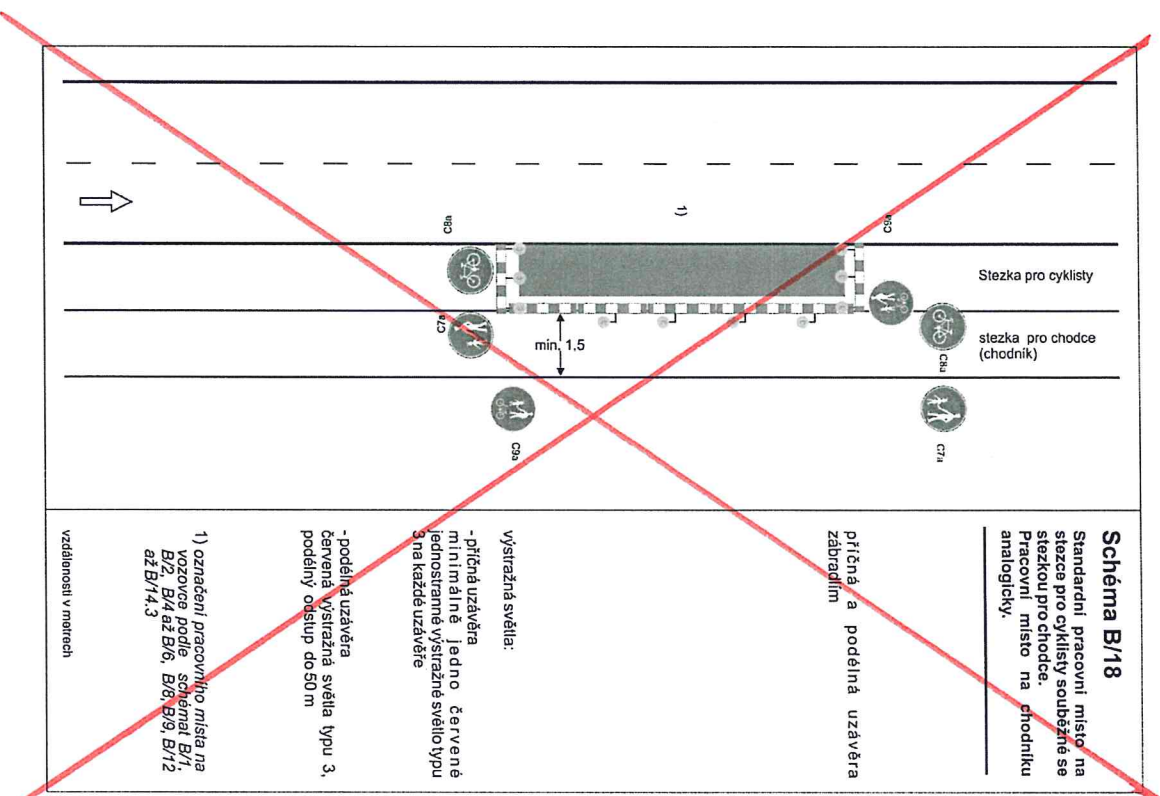 Schéma B/18
Standardní pracovní místo na
stezce pro cyklisty souběžné se
stezkou pro chodce.
Pracovní místo na chodníku
analogicky.
příčná a podélná uzávěra
zábradlím
výstražná světla:
- příčná uzávěra
minimálně jedno červené
jednostranné výstražné světlo typu
3 na každé uzávěře
- podélná uzávěra
červená výstražná světla typu 3,
podélný odstup do 50 m
1) označení pracovního místa na
vozovce podle schémat B/1,
B/2, B/4 až B/6, B/8, B/9, B/12
až B/14.3
vzdálenosti v metrech
Stezka pro cyklisty
stezka pro chodce
(chodník)
1)
min. 1,5
C8a
C7a
C9a
C9a
C8a
C7a